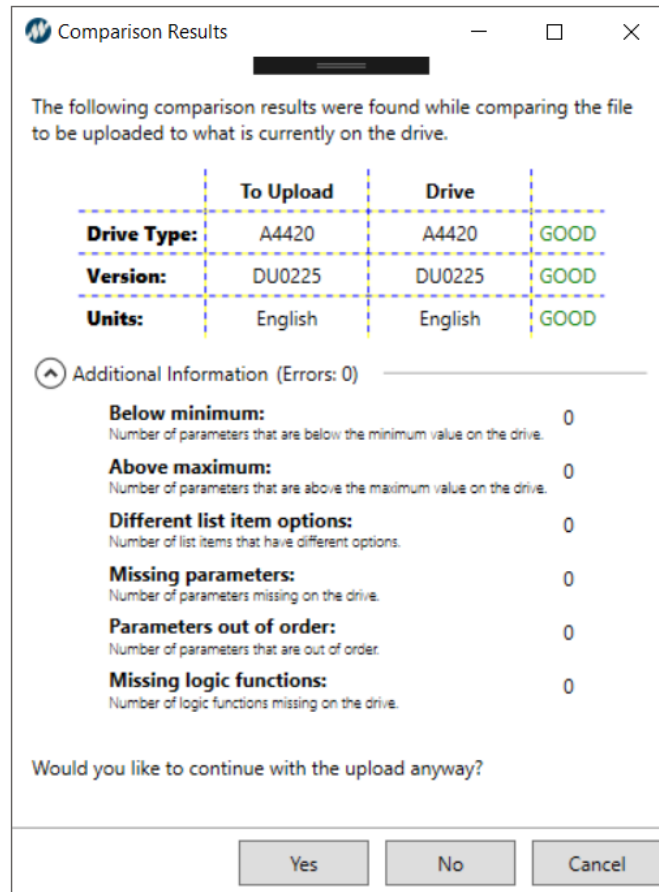 Comparison Results
The following comparison results were found while comparing the file
to be uploaded to what is currently on the drive.
To Upload Drive
Drive Type: A4420 A4420 GOOD
Version: DU0225 DU0225 GOOD
Units: English English GOOD
Additional Information (Errors: 0)
Below minimum: 0
Number of parameters that are below the minimum value on the drive.
Above maximum: 0
Number of parameters that are above the maximum value on the drive.
Different list item options: 0
Number of list items that have different options.
Missing parameters: 0
Number of parameters missing on the drive.
Parameters out of order: 0
Number of parameters that are out of order.
Missing logic functions: 0
Number of logic functions missing on the drive.
Would you like to continue with the upload anyway?
Yes No Cancel